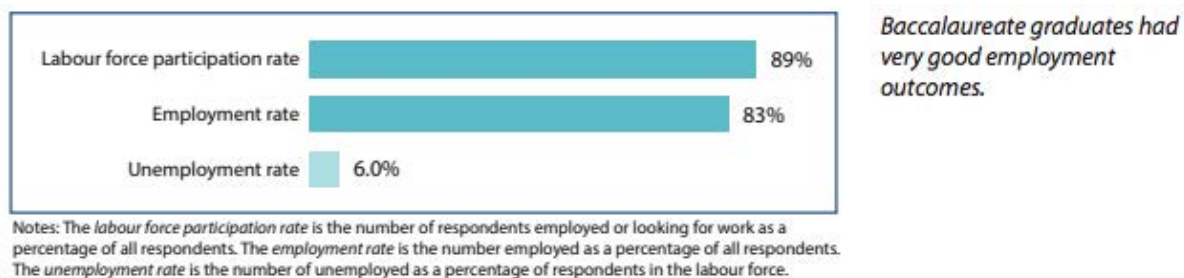 Labour force participation rate 89%
Employment rate 83%
Unemployment rate 6.0%
Baccalaureate graduates had
very good employment
outcomes.
Notes: The labour force participation rate is the number of respondents employed or looking for work as a
percentage of all respondents. The employment rate is the number employed as a percentage of all respondents.
The unemployment rate is the number of unemployed as a percentage of respondents in the labour force.